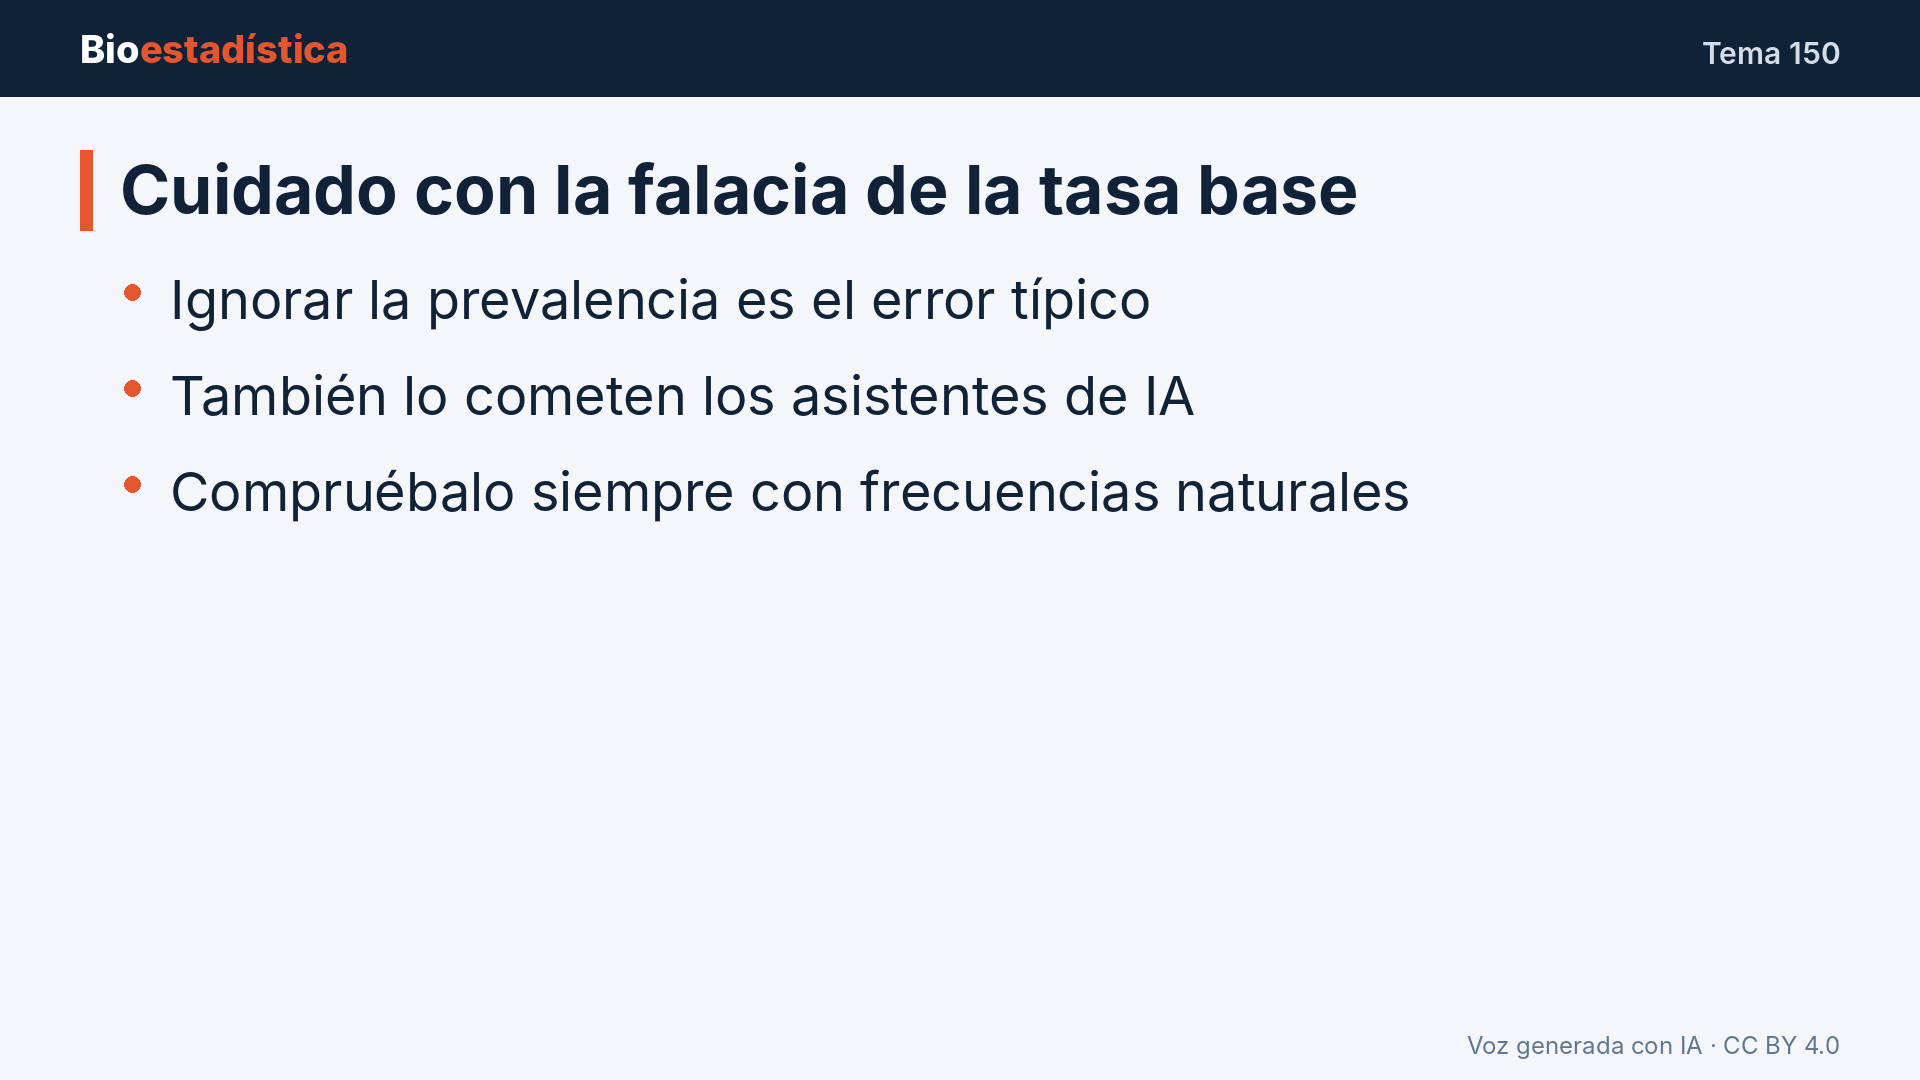 Bioestadística
Tema 150
Cuidado con la falacia de la tasa base
• Ignorar la prevalencia es el error típico
• También lo cometen los asistentes de IA
• Compruébalo siempre con frecuencias naturales
Voz generada con IA · CC BY 4.0